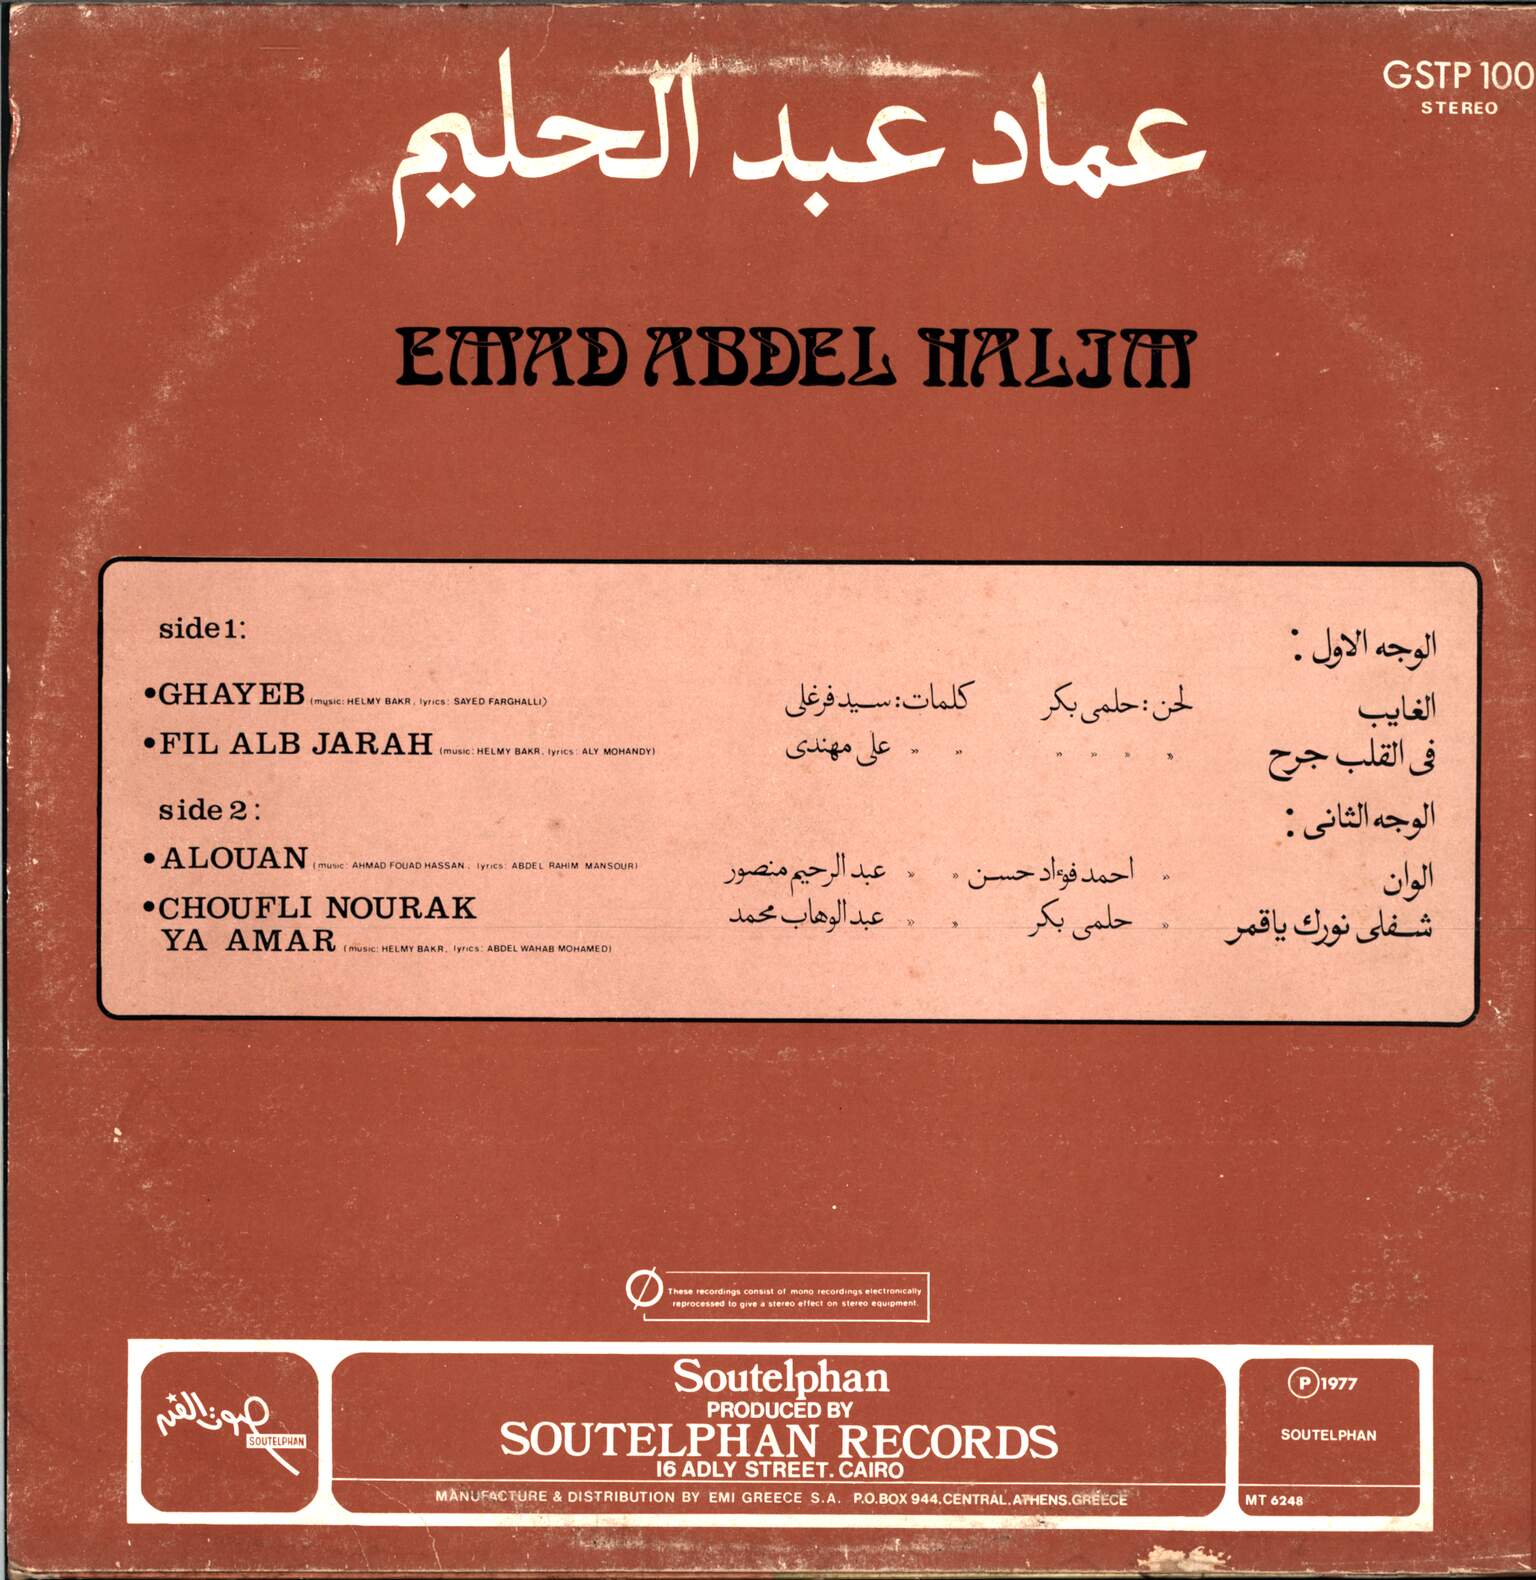 GSTP 100
STEREO
عماد عبد الحليم
EMAD ABDEL HALIM
side 1:
الوجه الاول :
•GHAYEB (music: HELMY BAKR, lyrics: SAYED FARGHALLI)
الغايب لحن : حلمى بكر كلمات : سيد فرغلى
•FIL ALB JARAH (music: HELMY BAKR, lyrics: ALY MOHANDY)
فى القلب جرح » » » » » » على مهندى
side 2:
الوجه الثانى :
•ALOUAN (music: AHMAD FOUAD HASSAN, lyrics: ABDEL RAHIM MANSOUR)
الوان » احمد فؤاد حسن » » عبد الرحيم منصور
•CHOUFLI NOURAK
YA AMAR (music: HELMY BAKR, lyrics: ABDEL WAHAB MOHAMED)
شفلى نورك ياقمر » حلمى بكر » » عبد الوهاب محمد
These recordings consist of mono recordings electronically
reprocessed to give a stereo effect on stereo equipment.
صوت الفن
SOUTELPHAN
Soutelphan
PRODUCED BY
SOUTELPHAN RECORDS
16 ADLY STREET. CAIRO
MANUFACTURE & DISTRIBUTION BY EMI GREECE S.A. P.O.BOX 944.CENTRAL.ATHENS.GREECE
Ⓟ1977
SOUTELPHAN
MT 6248